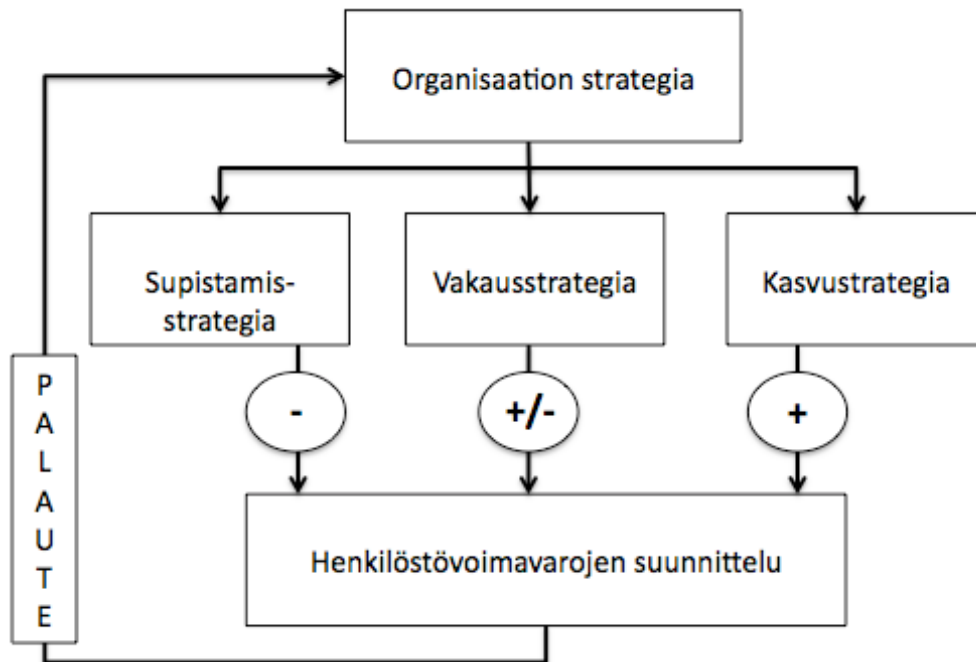 Organisaation strategia
Supistamis-
strategia
Vakausstrategia
Kasvustrategia
-
+/-
+
Henkilöstövoimavarojen suunnittelu
P
A
L
A
U
T
E